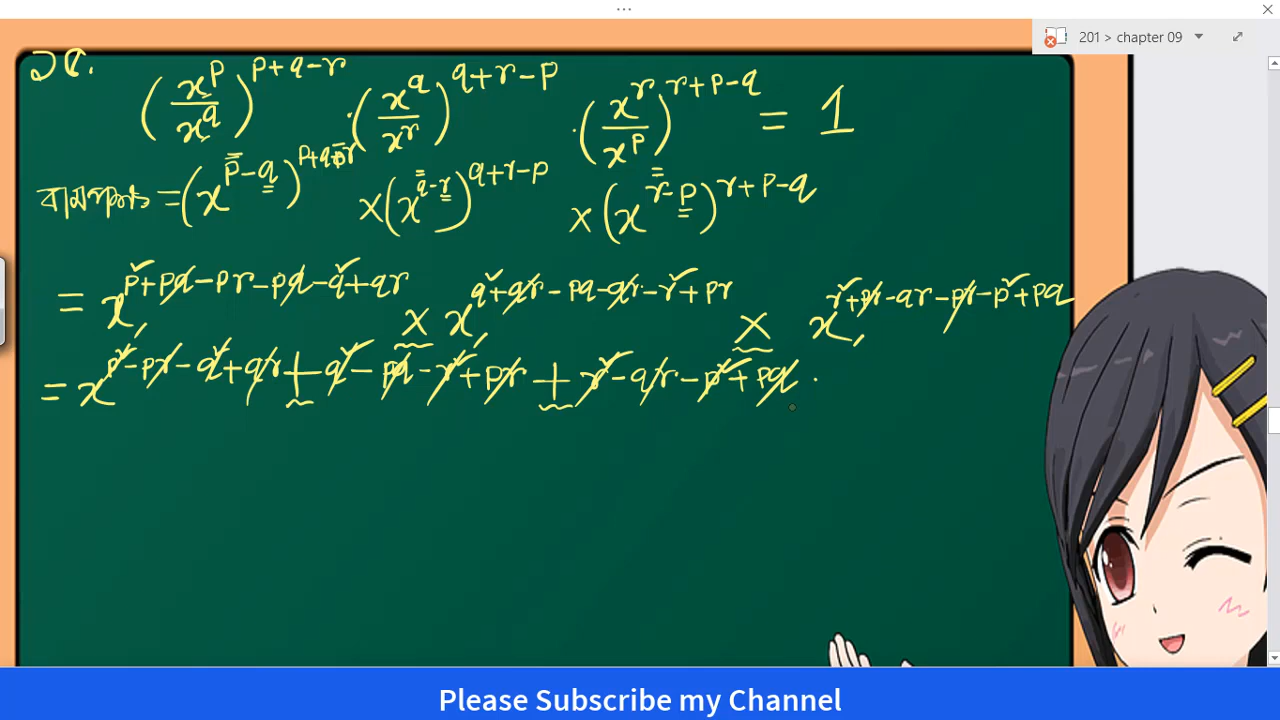 201 > chapter 09
১৫.
(x^p/x^q)^(p+q-r) · (x^q/x^r)^(q+r-p) · (x^r/x^p)^(r+p-q) = 1
বামপক্ষ = (x^(p-q))^(p+q-r) × (x^(q-r))^(q+r-p) × (x^(r-p))^(r+p-q)
= x^(p²+pq-pr-pq-q²+qr) × x^(q²+qr-pq-qr-r²+pr) × x^(r²+pr-qr-pr-p²+pq)
= x^(p²-pr-q²+qr+q²-pq-r²+pr+r²-qr-p²+pq) .
Please Subscribe my Channel